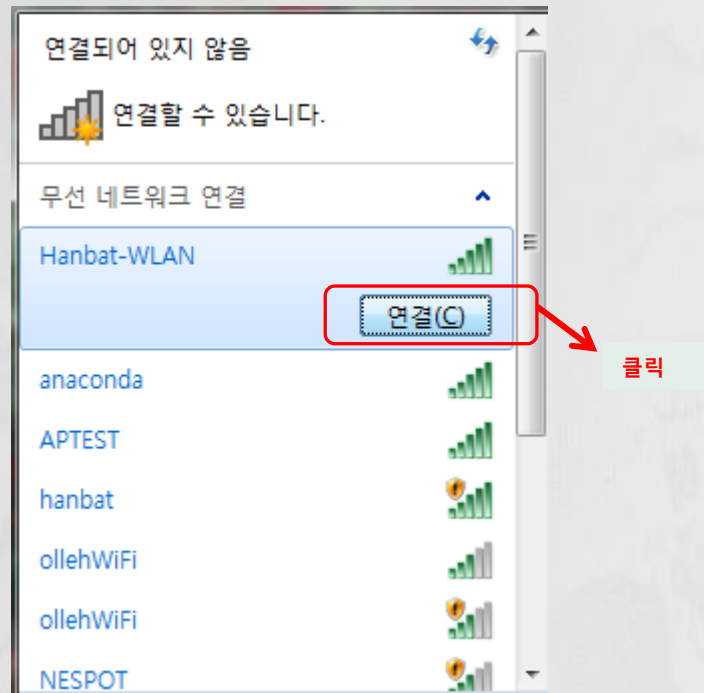 연결되어 있지 않음
연결할 수 있습니다.
무선 네트워크 연결
Hanbat-WLAN
연결(C)
클릭
anaconda
APTEST
hanbat
ollehWiFi
ollehWiFi
NESPOT